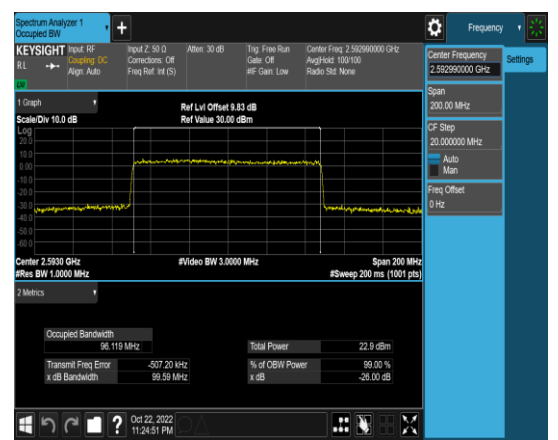 Spectrum Analyzer 1
Occupied BW
+
Frequency
KEYSIGHT
RL
Input: RF
Coupling: DC
Align: Auto
Input Z: 50 Ω
Corrections: Off
Freq Ref: Int (S)
Atten: 30 dB
Trig: Free Run
Gate: Off
#IF Gain: Low
Center Freq: 2.592990000 GHz
Avg|Hold: 100/100
Radio Std: None
Center Frequency
2.592990000 GHz
Settings
Span
200.00 MHz
CF Step
20.000000 MHz
Auto
Man
Freq Offset
0 Hz
1 Graph
Scale/Div 10.0 dB
Ref Lvl Offset 9.83 dB
Ref Value 30.00 dBm
Log
20.0
10.0
0.00
-10.0
-20.0
-30.0
-40.0
-50.0
-60.0
Center 2.5930 GHz
#Res BW 1.0000 MHz
#Video BW 3.0000 MHz
Span 200 MHz
#Sweep 200 ms (1001 pts)
2 Metrics
Occupied Bandwidth
96.119 MHz
Total Power 22.9 dBm
Transmit Freq Error -507.20 kHz
% of OBW Power 99.00 %
x dB Bandwidth 99.59 MHz
x dB -26.00 dB
?
Oct 22, 2022
11:24:51 PM